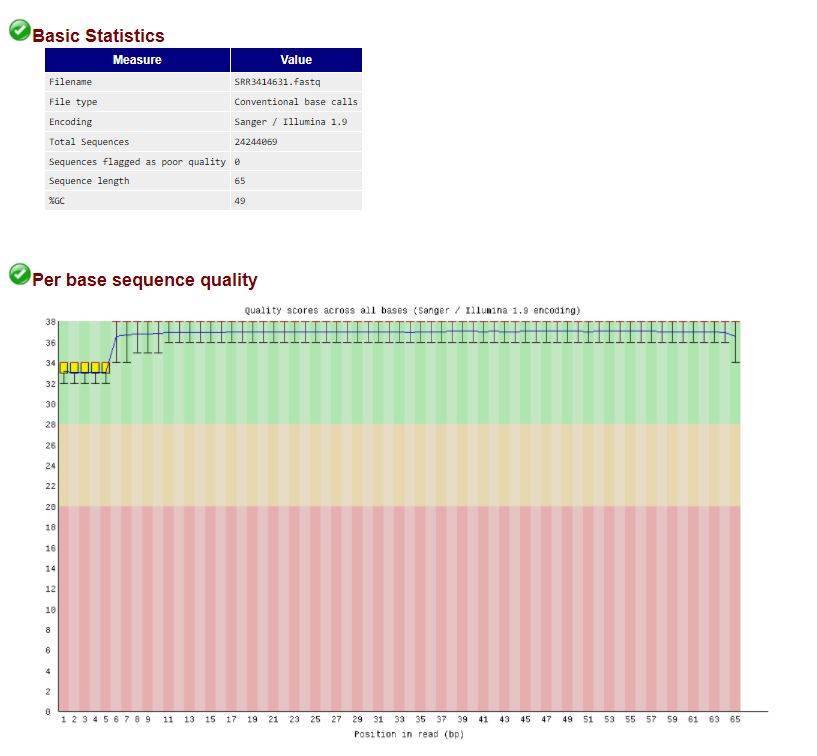 Basic Statistics
Measure Value
Filename SRR3414631.fastq
File type Conventional base calls
Encoding Sanger / Illumina 1.9
Total Sequences 24244069
Sequences flagged as poor quality 0
Sequence length 65
%GC 49
Per base sequence quality
Quality scores across all bases (Sanger / Illumina 1.9 encoding)
38
36
34
32
30
28
26
24
22
20
18
16
14
12
10
8
6
4
2
0
1 2 3 4 5 6 7 8 9 11 13 15 17 19 21 23 25 27 29 31 33 35 37 39 41 43 45 47 49 51 53 55 57 59 61 63 65
Position in read (bp)